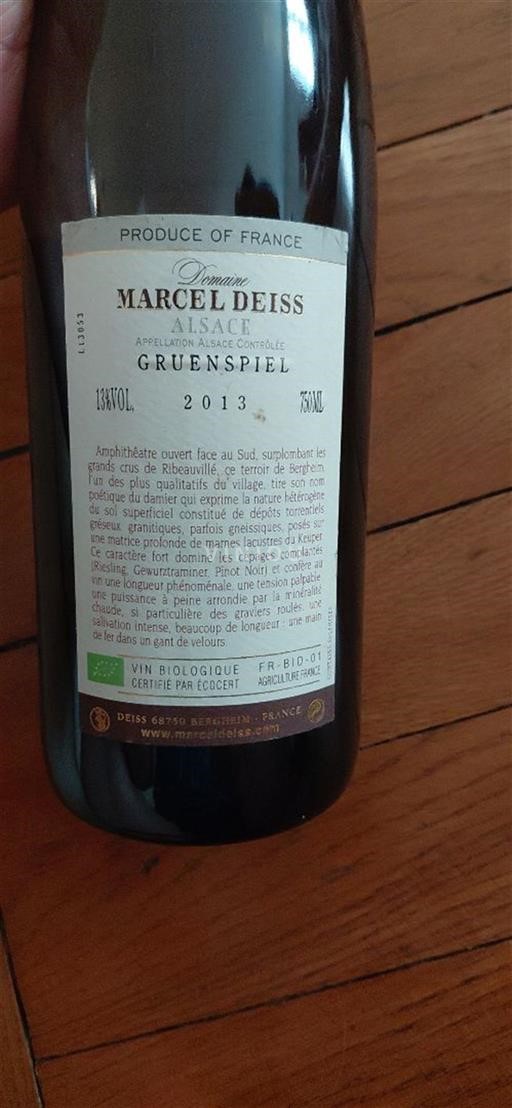 PRODUCE OF FRANCE
Domaine
MARCEL DEISS
ALSACE
APPELLATION ALSACE CONTRÔLÉE
GRUENSPIEL
13%VOL. 2013 750ML
L13053
Amphithêatre ouvert face au Sud, surplombant les
grands crus de Ribeauvillé, ce terroir de Bergheim,
l'un des plus qualitatifs du village, tire son nom
poétique du damier qui exprime la nature hétérogène
du sol superficiel constitué de dépôts torrentiels
gréseux, granitiques, parfois gneissiques, posés sur
une matrice profonde de marnes lacustres du Keuper.
Ce caractère fort domine les cépages complantés
(Riesling, Gewurztraminer, Pinot Noir) et confère au
vin une longueur phénoménale, une tension palpable,
une puissance à peine arrondie par la minéralité
chaude, si particulière des graviers roulés, une
salivation intense, beaucoup de longueur : une main
de fer dans un gant de velours.
VIN BIOLOGIQUE FR-BIO-01
CERTIFIÉ PAR ÉCOCERT AGRICULTURE FRANCE
DEISS 68750 BERGHEIM - FRANCE
www.marceldeiss.com